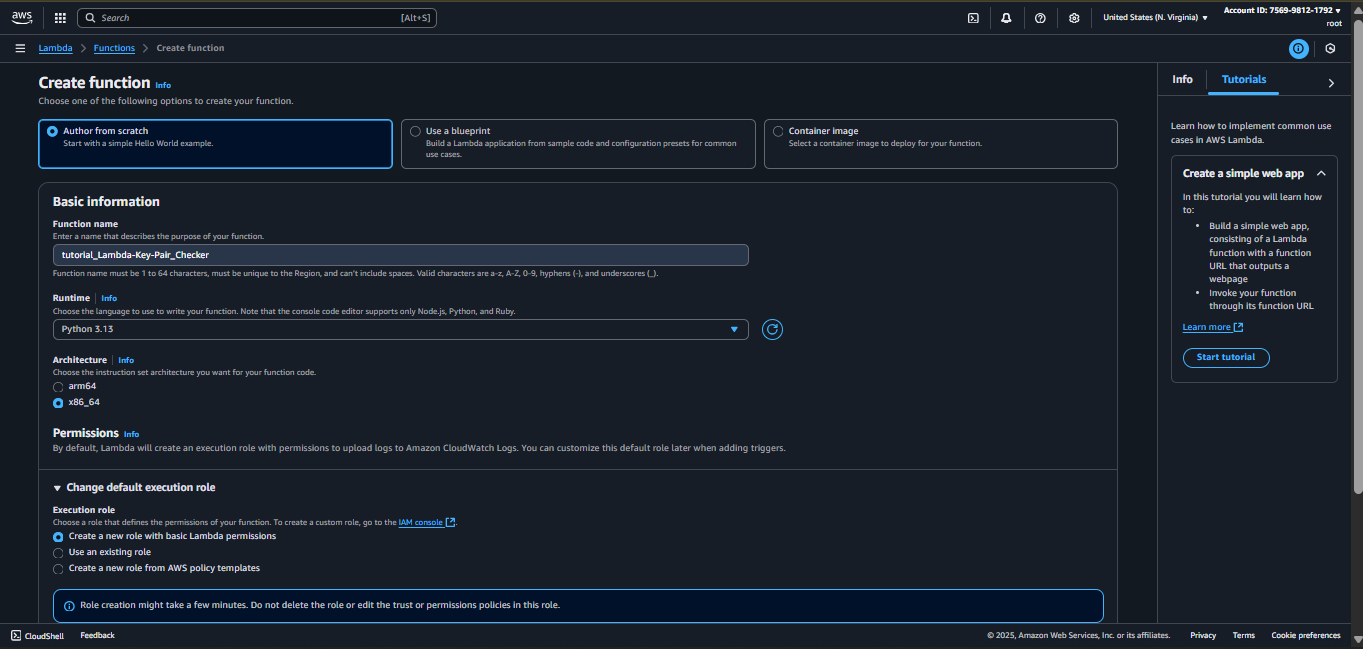 aws
Search [Alt+S]
United States (N. Virginia)
Account ID: 7569-9812-1792
root
Lambda
Functions
Create function
Create function Info
Choose one of the following options to create your function.
Author from scratch
Start with a simple Hello World example.
Use a blueprint
Build a Lambda application from sample code and configuration presets for common
use cases.
Container image
Select a container image to deploy for your function.
Basic information
Function name
Enter a name that describes the purpose of your function.
tutorial_Lambda-Key-Pair_Checker
Function name must be 1 to 64 characters, must be unique to the Region, and can't include spaces. Valid characters are a-z, A-Z, 0-9, hyphens (-), and underscores (_).
Runtime Info
Choose the language to use to write your function. Note that the console code editor supports only Node.js, Python, and Ruby.
Python 3.13
Architecture Info
Choose the instruction set architecture you want for your function code.
arm64
x86_64
Permissions Info
By default, Lambda will create an execution role with permissions to upload logs to Amazon CloudWatch Logs. You can customize this default role later when adding triggers.
Change default execution role
Execution role
Choose a role that defines the permissions of your function. To create a custom role, go to the IAM console.
Create a new role with basic Lambda permissions
Use an existing role
Create a new role from AWS policy templates
Role creation might take a few minutes. Do not delete the role or edit the trust or permissions policies in this role.
Info
Tutorials
Learn how to implement common use
cases in AWS Lambda.
Create a simple web app
In this tutorial you will learn how
to:
• Build a simple web app,
consisting of a Lambda
function with a function
URL that outputs a
webpage
• Invoke your function
through its function URL
Learn more
Start tutorial
CloudShell
Feedback
© 2025, Amazon Web Services, Inc. or its affiliates.
Privacy
Terms
Cookie preferences